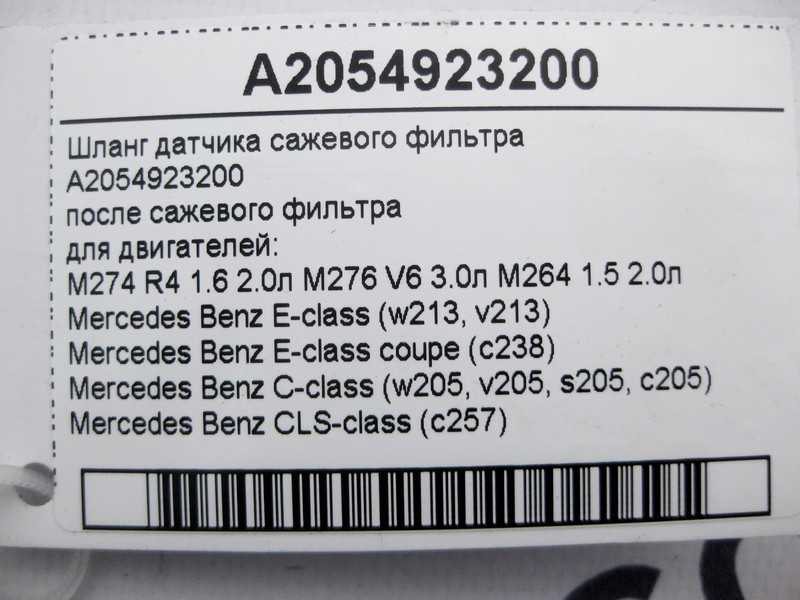 A2054923200
Шланг датчика сажевого фильтра
A2054923200
после сажевого фильтра
для двигателей:
M274 R4 1.6 2.0л M276 V6 3.0л M264 1.5 2.0л
Mercedes Benz E-class (w213, v213)
Mercedes Benz E-class coupe (c238)
Mercedes Benz C-class (w205, v205, s205, c205)
Mercedes Benz CLS-class (c257)